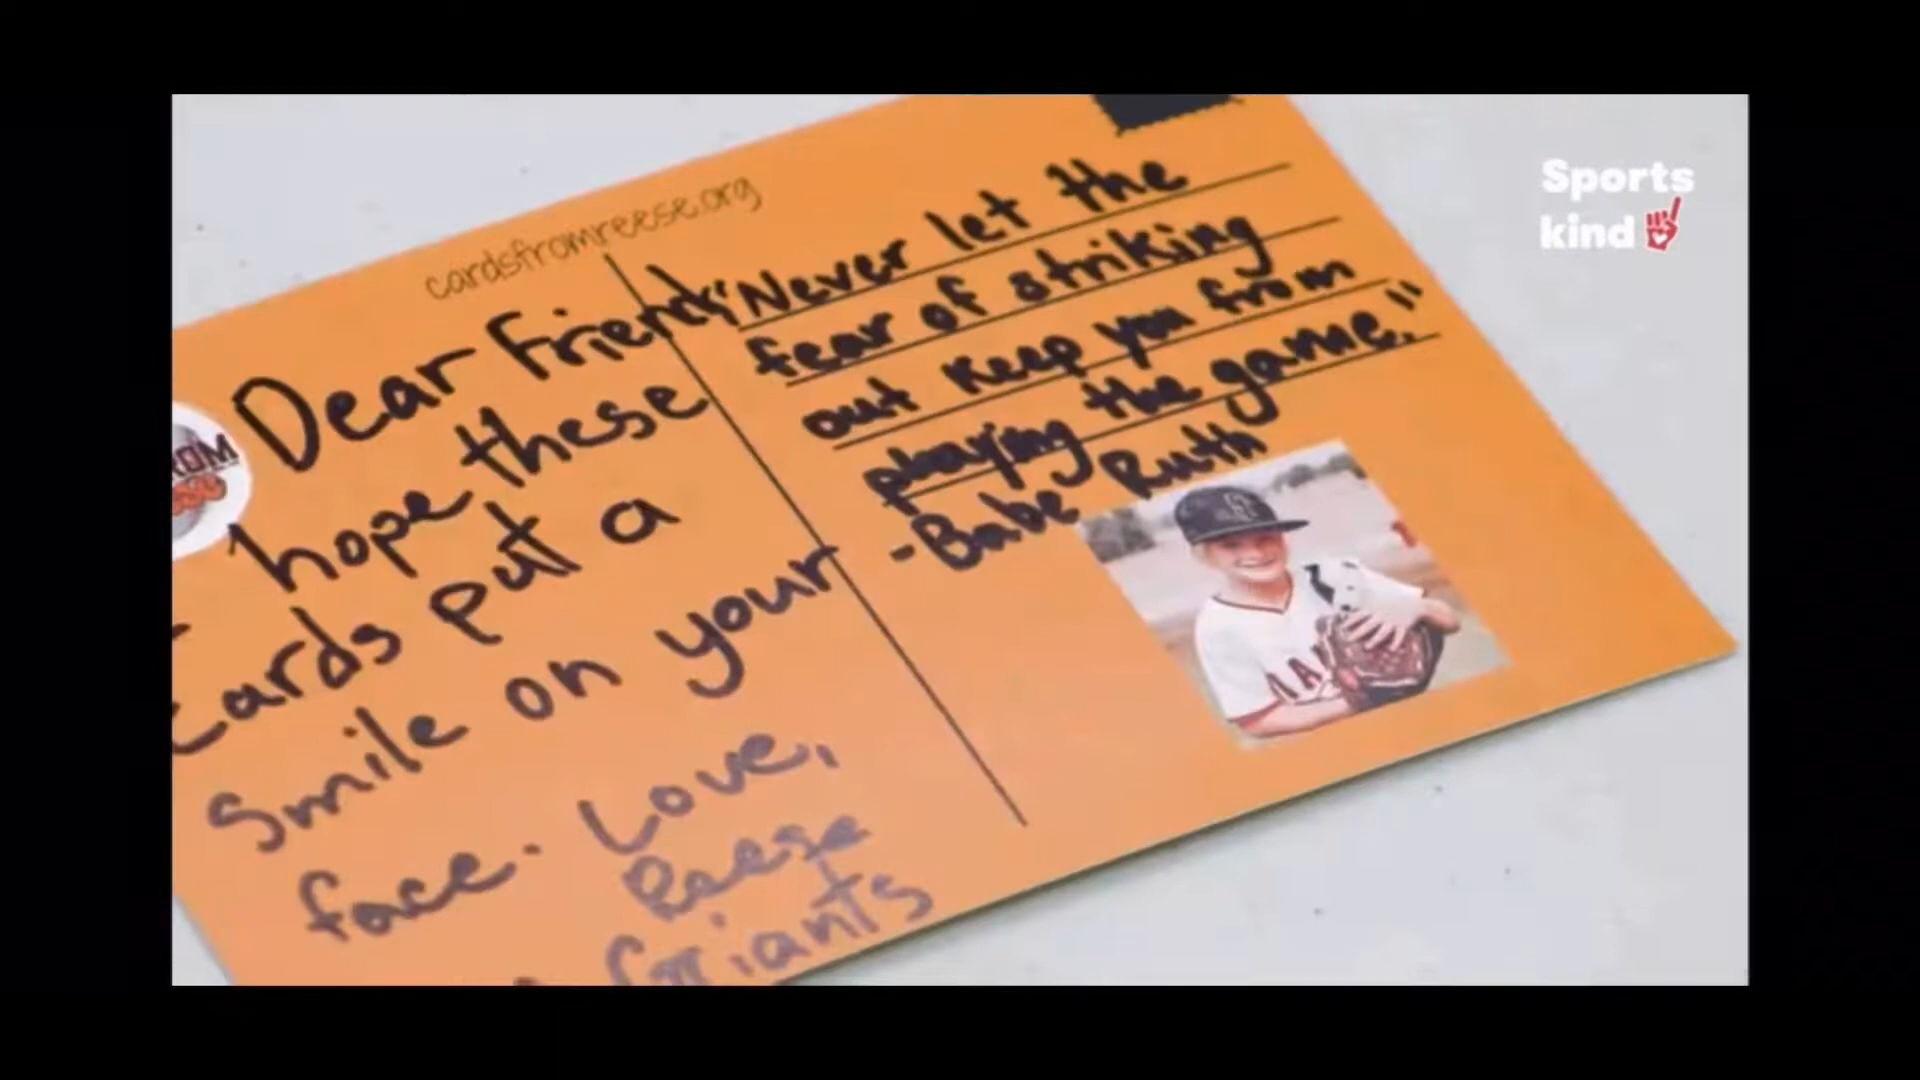 cardsfromreese.org
Dear Friend,
hope these
Cards put a
Smile on your
face. Love,
Reese
Giants
"Never let the
fear of striking
out keep you from
playing the game."
-Babe Ruth
Sports
kind